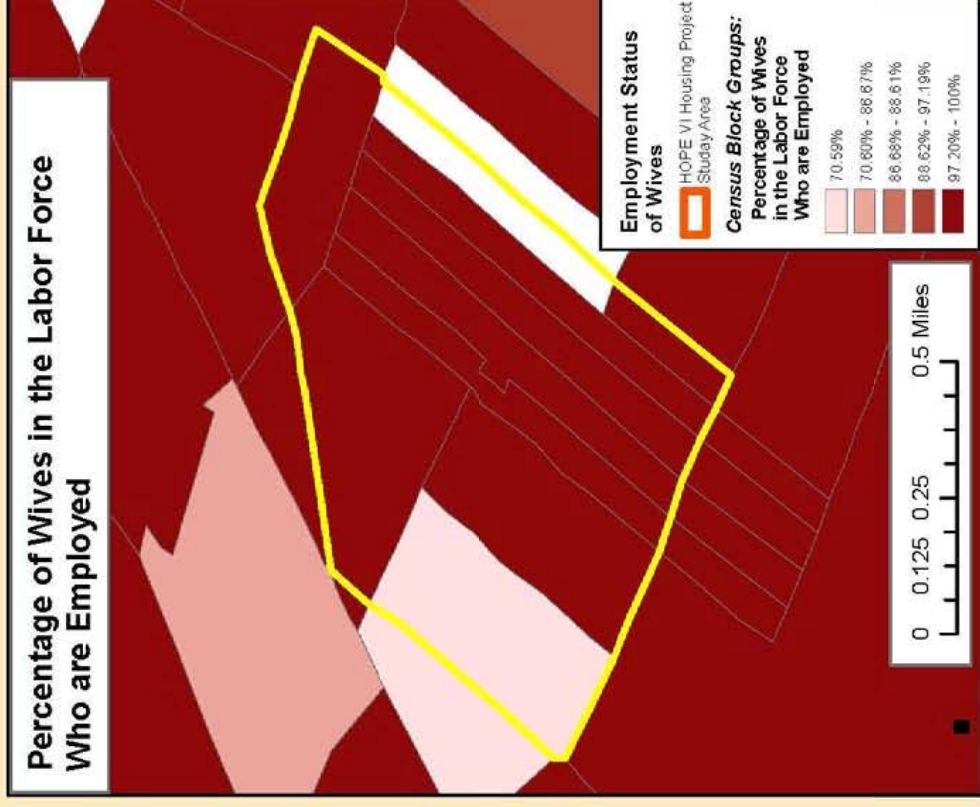 Percentage of Wives in the Labor Force
Who are Employed
Employment Status
of Wives
HOPE VI Housing Project
Studay Area
Census Block Groups:
Percentage of Wives
in the Labor Force
Who are Employed
70.59%
70.60% - 86.67%
86.68% - 88.61%
88.62% - 97.19%
97.20% - 100%
0 0.125 0.25 0.5 Miles